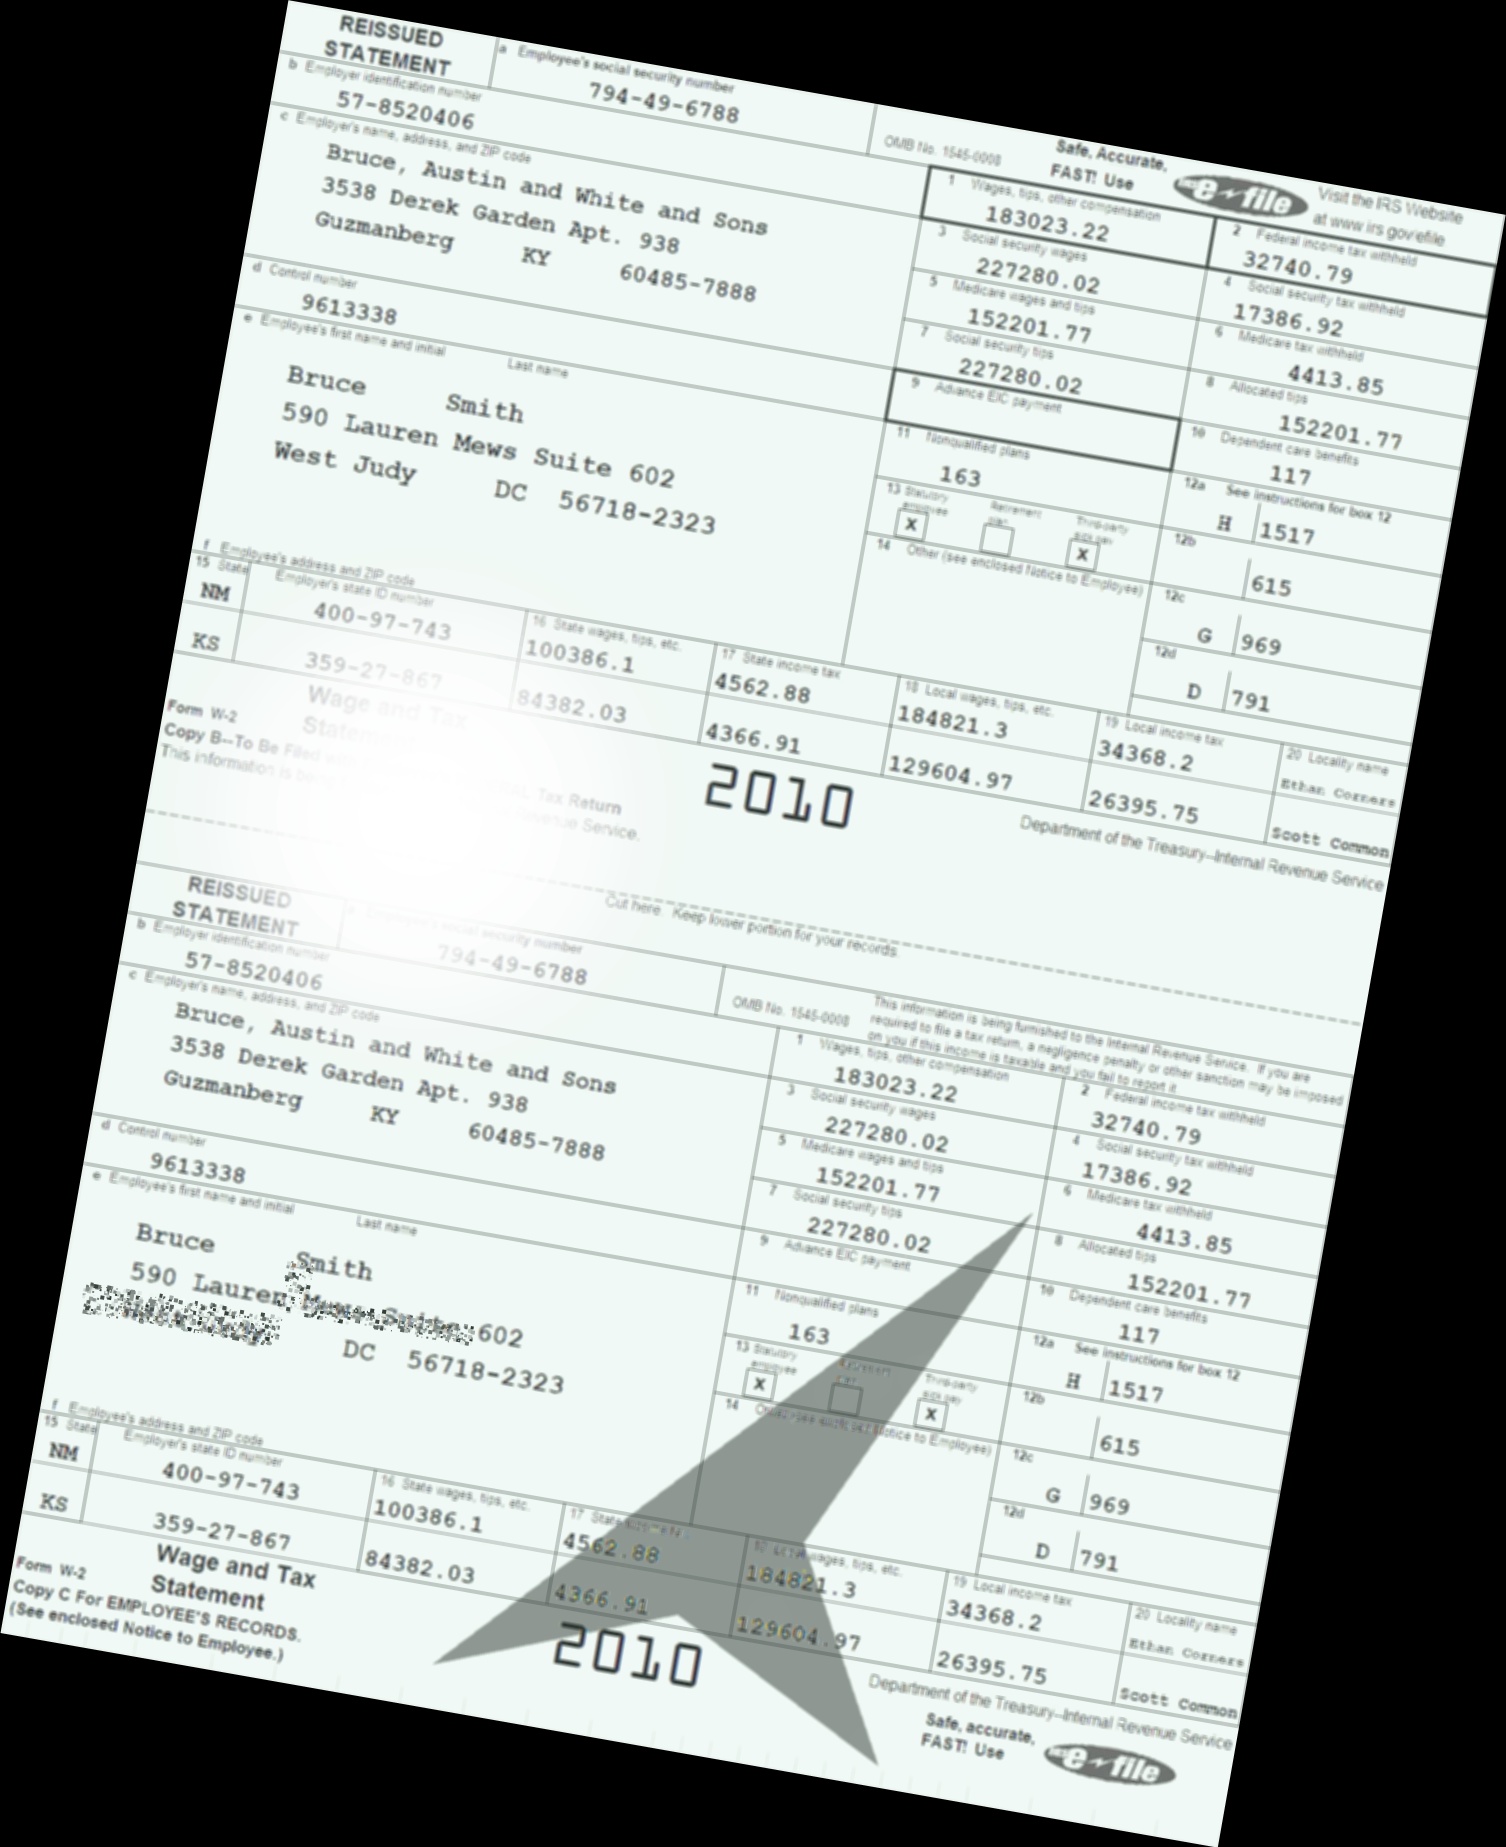 REISSUED
STATEMENT
a Employee's social security number
794-49-6788
OMB No. 1545-0008
Safe, Accurate,
FAST! Use
IRS e-file
Visit the IRS Website
at www.irs.gov/efile
b Employer identification number
57-8520406
c Employer's name, address, and ZIP code
Bruce, Austin and White and Sons
3538 Derek Garden Apt. 938
Guzmanberg KY 60485-7888
1 Wages, tips, other compensation
183023.22
2 Federal income tax withheld
32740.79
3 Social security wages
227280.02
4 Social security tax withheld
17386.92
5 Medicare wages and tips
152201.77
6 Medicare tax withheld
4413.85
d Control number
9613338
7 Social security tips
227280.02
8 Allocated tips
152201.77
e Employee's first name and initial Last name
Bruce Smith
590 Lauren Mews Suite 602
West Judy DC 56718-2323
9 Advance EIC payment
10 Dependent care benefits
117
11 Nonqualified plans
163
12a See instructions for box 12
H 1517
13 Statutory employee Retirement plan Third-party sick pay
X X
12b
615
14 Other (see enclosed Notice to Employee)
12c
G 969
12d
D 791
f Employee's address and ZIP code
15 State Employer's state ID number
16 State wages, tips, etc.
17 State income tax
18 Local wages, tips, etc.
19 Local income tax
20 Locality name
NM 400-97-743 100386.1 4562.88 184821.3 34368.2 Ethan Corners
KS 359-27-867 84382.03 4366.91 129604.97 26395.75 Scott Common
Form W-2
Wage and Tax
Statement
2010
Department of the Treasury--Internal Revenue Service
Copy B--To Be Filed with Tax Return
This information is being Revenue Service.
Cut here. Keep lower portion for your records.
REISSUED
STATEMENT
a Employee's social security number
794-49-6788
OMB No. 1545-0008
This information is being furnished to the Internal Revenue Service. If you are
required to file a tax return, a negligence penalty or other sanction may be imposed
on you if this income is taxable and you fail to report it.
b Employer identification number
57-8520406
c Employer's name, address, and ZIP code
Bruce, Austin and White and Sons
3538 Derek Garden Apt. 938
Guzmanberg KY 60485-7888
1 Wages, tips, other compensation
183023.22
2 Federal income tax withheld
32740.79
3 Social security wages
227280.02
4 Social security tax withheld
17386.92
5 Medicare wages and tips
152201.77
6 Medicare tax withheld
4413.85
d Control number
9613338
7 Social security tips
227280.02
8 Allocated tips
152201.77
e Employee's first name and initial Last name
Bruce Smith
590 Lauren Mews Suite 602
DC 56718-2323
9 Advance EIC payment
10 Dependent care benefits
117
11 Nonqualified plans
163
12a See instructions for box 12
H 1517
13 Statutory employee Retirement plan Third-party sick pay
X X
12b
615
14 Other (see enclosed Notice to Employee)
12c
G 969
12d
D 791
f Employee's address and ZIP code
15 State Employer's state ID number
16 State wages, tips, etc.
17 State income tax
18 Local wages, tips, etc.
19 Local income tax
20 Locality name
NM 400-97-743 100386.1 4562.88 184821.3 34368.2 Ethan Corners
KS 359-27-867 84382.03 4366.91 129604.97 26395.75 Scott Common
Form W-2
Wage and Tax
Statement
2010
Department of the Treasury--Internal Revenue Service
Copy C For EMPLOYEE'S RECORDS.
(See enclosed Notice to Employee.)
Safe, accurate,
FAST! Use
IRS e-file